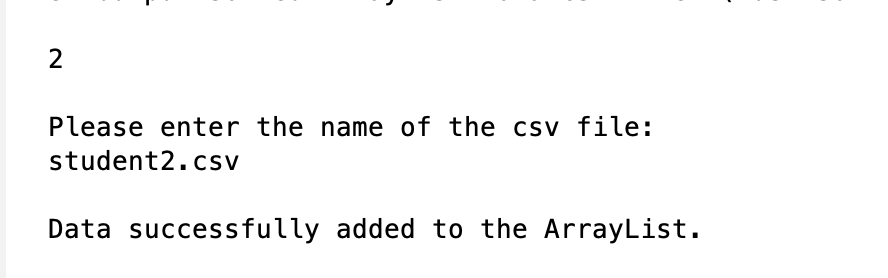 2
Please enter the name of the csv file:
student2.csv
Data successfully added to the ArrayList.